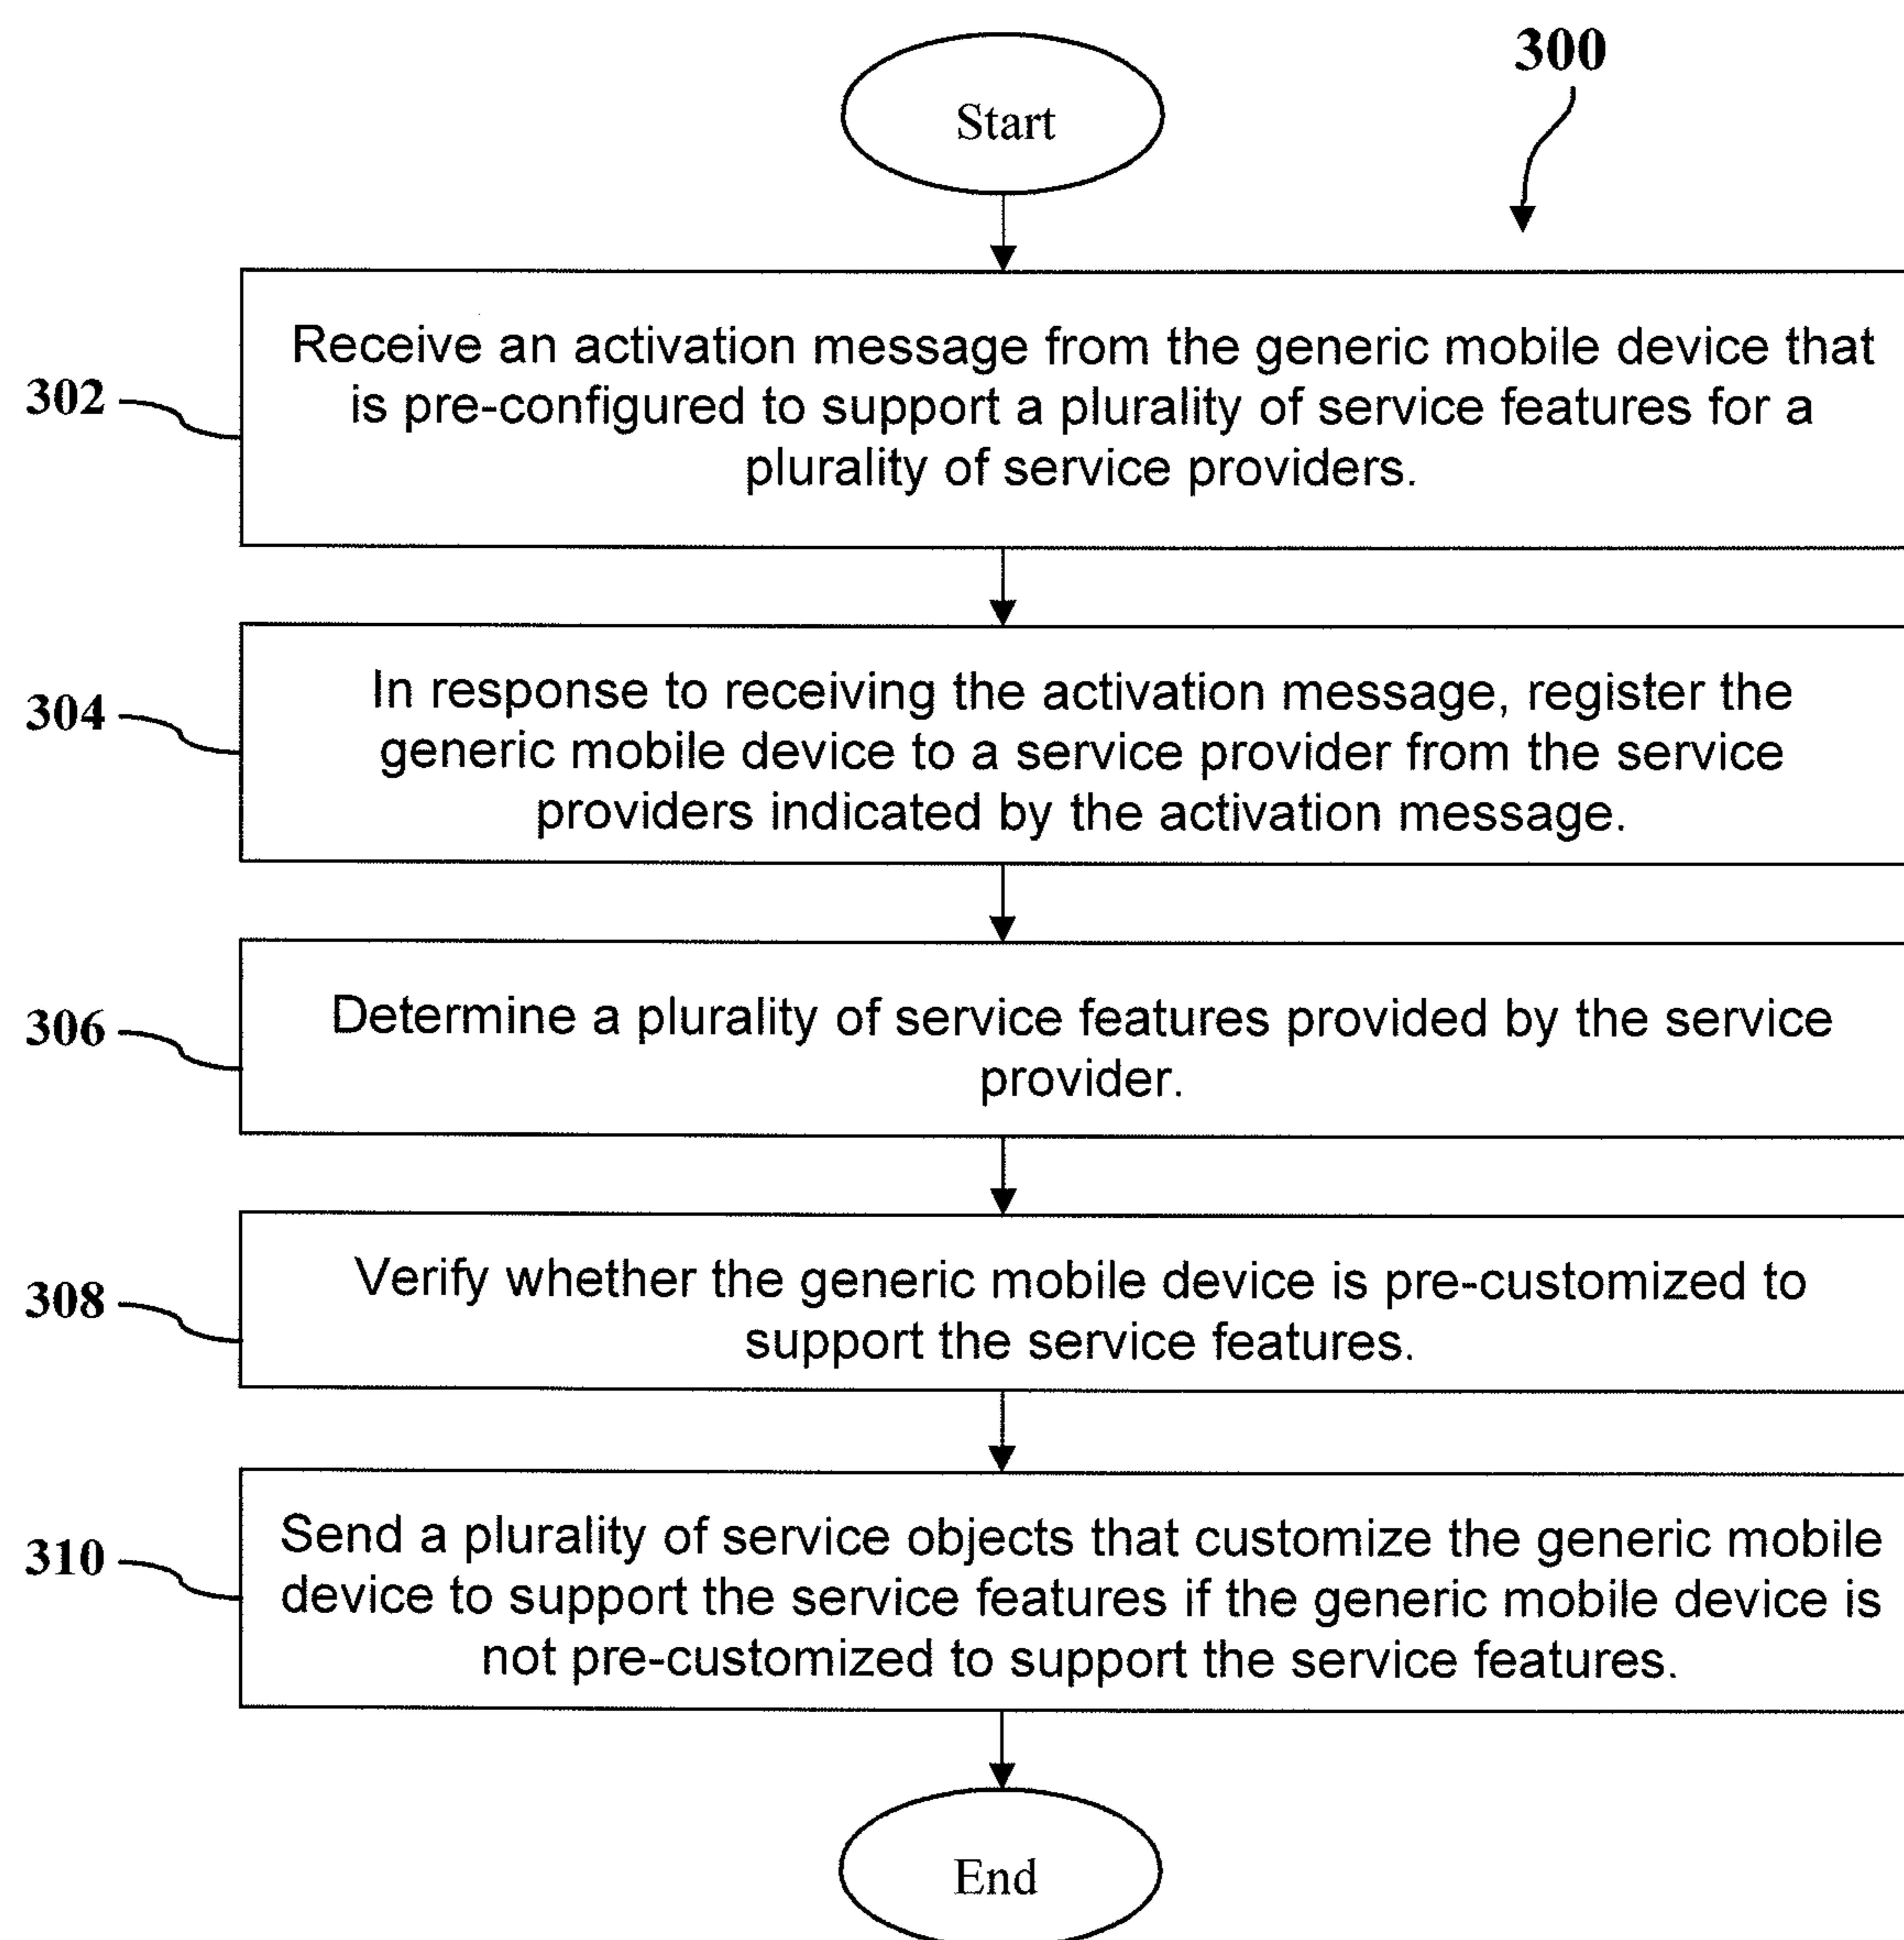 300
Start
302
Receive an activation message from the generic mobile device that
is pre-configured to support a plurality of service features for a
plurality of service providers.
304
In response to receiving the activation message, register the
generic mobile device to a service provider from the service
providers indicated by the activation message.
306
Determine a plurality of service features provided by the service
provider.
308
Verify whether the generic mobile device is pre-customized to
support the service features.
310
Send a plurality of service objects that customize the generic mobile
device to support the service features if the generic mobile device is
not pre-customized to support the service features.
End